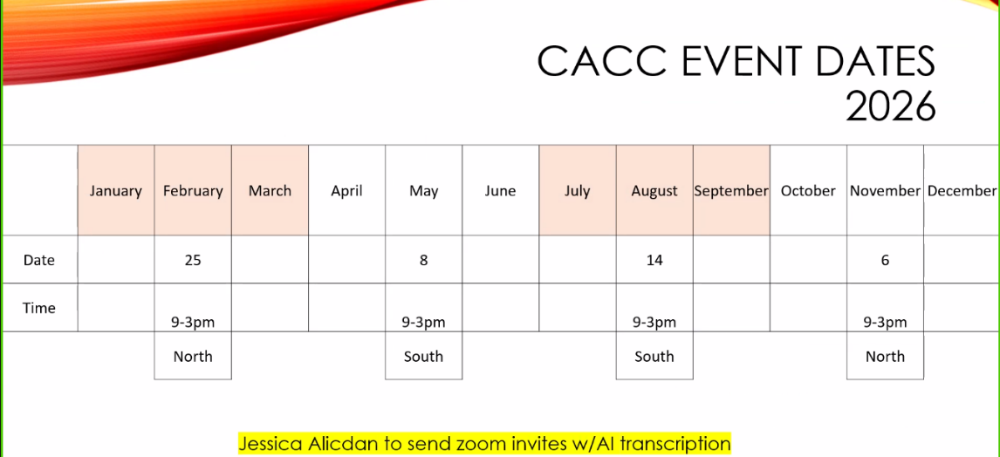 CACC EVENT DATES
2026
January February March April May June July August September October November December
Date 25 8 14 6
Time 9-3pm 9-3pm 9-3pm 9-3pm
North South South North
Jessica Alicdan to send zoom invites w/AI transcription